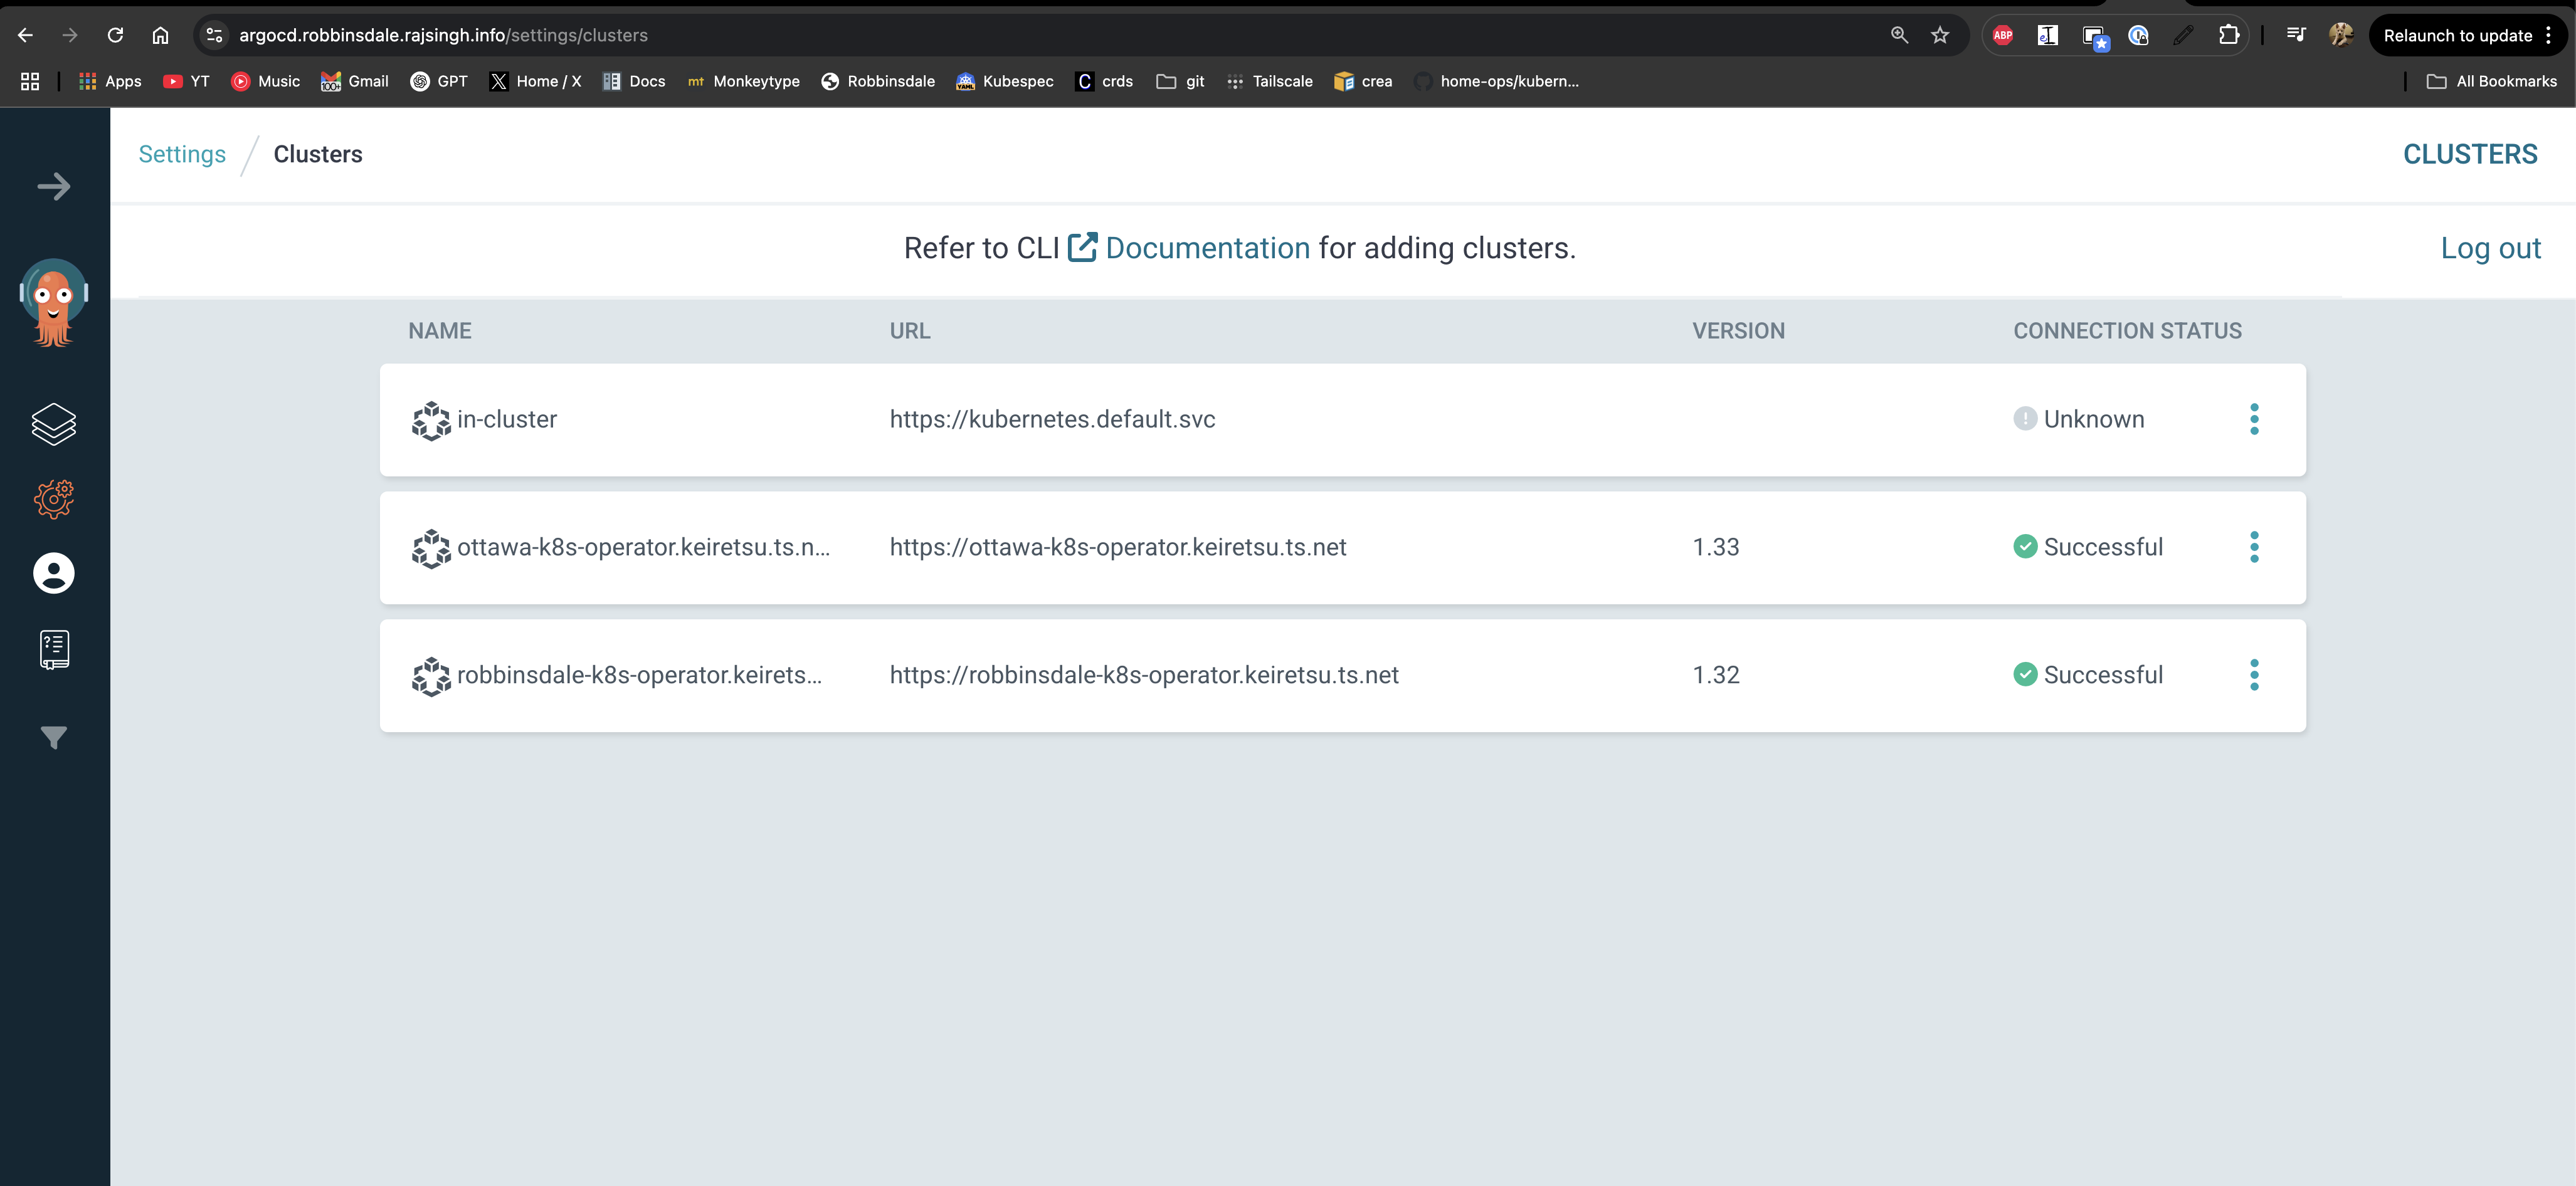 argocd.robbinsdale.rajsingh.info/settings/clusters
ABP
Relaunch to update
Apps
YT
Music
100+
Gmail
GPT
Home / X
Docs
mt
Monkeytype
Robbinsdale
YAML
Kubespec
C
crds
git
Tailscale
crea
home-ops/kubern...
All Bookmarks
Settings / Clusters
CLUSTERS
Refer to CLI Documentation for adding clusters.
Log out
NAME URL VERSION CONNECTION STATUS
in-cluster https://kubernetes.default.svc Unknown
ottawa-k8s-operator.keiretsu.ts.n... https://ottawa-k8s-operator.keiretsu.ts.net 1.33 Successful
robbinsdale-k8s-operator.keirets... https://robbinsdale-k8s-operator.keiretsu.ts.net 1.32 Successful